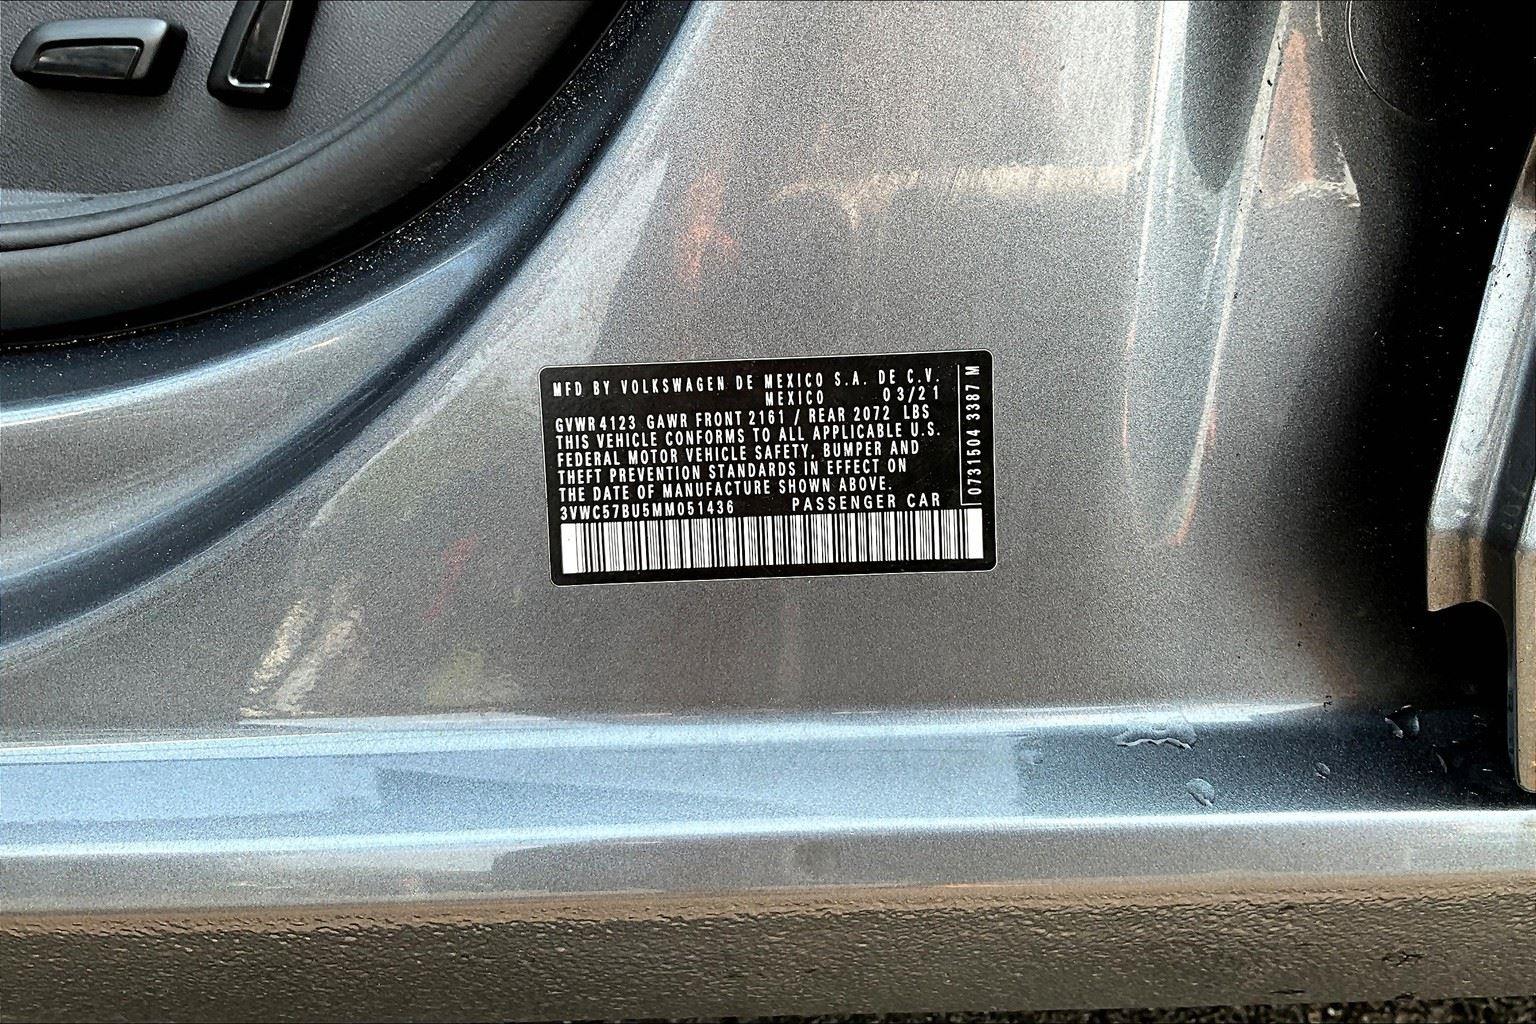 MFD BY VOLKSWAGEN DE MEXICO S.A. DE C.V.
MEXICO 03/21
GVWR 4123 GAWR FRONT 2161 / REAR 2072 LBS
THIS VEHICLE CONFORMS TO ALL APPLICABLE U.S.
FEDERAL MOTOR VEHICLE SAFETY, BUMPER AND
THEFT PREVENTION STANDARDS IN EFFECT ON
THE DATE OF MANUFACTURE SHOWN ABOVE.
3VWC57BU5MM051436 PASSENGER CAR
0731504 3387 M